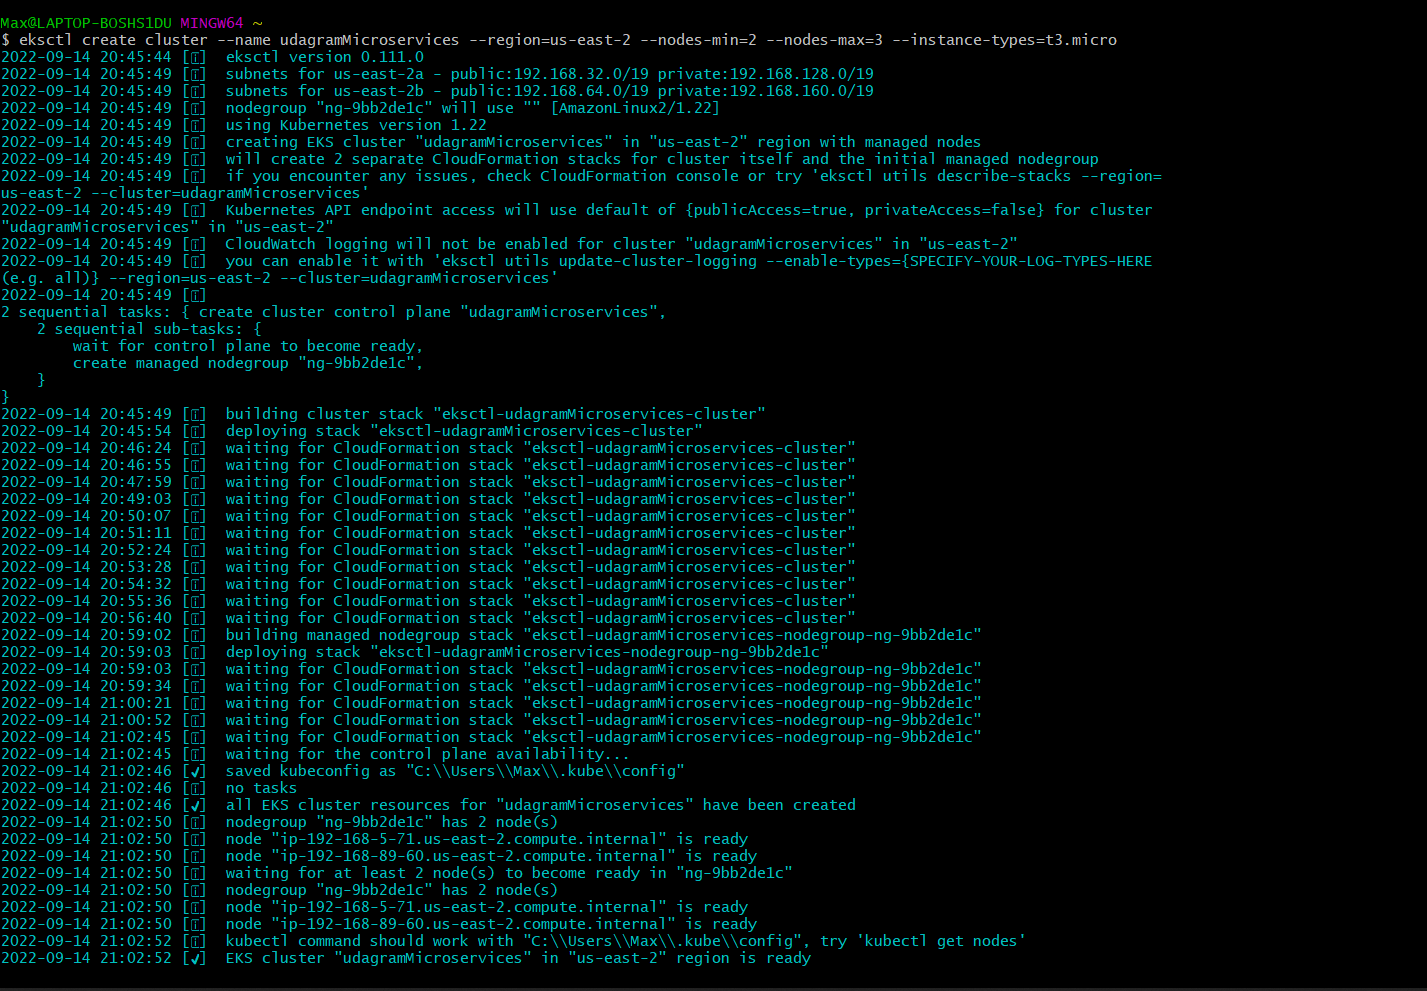 Max@LAPTOP-BOSHS1DU MINGW64 ~
$ eksctl create cluster --name udagramMicroservices --region=us-east-2 --nodes-min=2 --nodes-max=3 --instance-types=t3.micro
2022-09-14 20:45:44 [ℹ]  eksctl version 0.111.0
2022-09-14 20:45:49 [ℹ]  subnets for us-east-2a - public:192.168.32.0/19 private:192.168.128.0/19
2022-09-14 20:45:49 [ℹ]  subnets for us-east-2b - public:192.168.64.0/19 private:192.168.160.0/19
2022-09-14 20:45:49 [ℹ]  nodegroup "ng-9bb2de1c" will use "" [AmazonLinux2/1.22]
2022-09-14 20:45:49 [ℹ]  using Kubernetes version 1.22
2022-09-14 20:45:49 [ℹ]  creating EKS cluster "udagramMicroservices" in "us-east-2" region with managed nodes
2022-09-14 20:45:49 [ℹ]  will create 2 separate CloudFormation stacks for cluster itself and the initial managed nodegroup
2022-09-14 20:45:49 [ℹ]  if you encounter any issues, check CloudFormation console or try 'eksctl utils describe-stacks --region=
us-east-2 --cluster=udagramMicroservices'
2022-09-14 20:45:49 [ℹ]  Kubernetes API endpoint access will use default of {publicAccess=true, privateAccess=false} for cluster
"udagramMicroservices" in "us-east-2"
2022-09-14 20:45:49 [ℹ]  CloudWatch logging will not be enabled for cluster "udagramMicroservices" in "us-east-2"
2022-09-14 20:45:49 [ℹ]  you can enable it with 'eksctl utils update-cluster-logging --enable-types={SPECIFY-YOUR-LOG-TYPES-HERE
(e.g. all)} --region=us-east-2 --cluster=udagramMicroservices'
2022-09-14 20:45:49 [ℹ]
2 sequential tasks: { create cluster control plane "udagramMicroservices",
    2 sequential sub-tasks: {
        wait for control plane to become ready,
        create managed nodegroup "ng-9bb2de1c",
    }
}
2022-09-14 20:45:49 [ℹ]  building cluster stack "eksctl-udagramMicroservices-cluster"
2022-09-14 20:45:54 [ℹ]  deploying stack "eksctl-udagramMicroservices-cluster"
2022-09-14 20:46:24 [ℹ]  waiting for CloudFormation stack "eksctl-udagramMicroservices-cluster"
2022-09-14 20:46:55 [ℹ]  waiting for CloudFormation stack "eksctl-udagramMicroservices-cluster"
2022-09-14 20:47:59 [ℹ]  waiting for CloudFormation stack "eksctl-udagramMicroservices-cluster"
2022-09-14 20:49:03 [ℹ]  waiting for CloudFormation stack "eksctl-udagramMicroservices-cluster"
2022-09-14 20:50:07 [ℹ]  waiting for CloudFormation stack "eksctl-udagramMicroservices-cluster"
2022-09-14 20:51:11 [ℹ]  waiting for CloudFormation stack "eksctl-udagramMicroservices-cluster"
2022-09-14 20:52:24 [ℹ]  waiting for CloudFormation stack "eksctl-udagramMicroservices-cluster"
2022-09-14 20:53:28 [ℹ]  waiting for CloudFormation stack "eksctl-udagramMicroservices-cluster"
2022-09-14 20:54:32 [ℹ]  waiting for CloudFormation stack "eksctl-udagramMicroservices-cluster"
2022-09-14 20:55:36 [ℹ]  waiting for CloudFormation stack "eksctl-udagramMicroservices-cluster"
2022-09-14 20:56:40 [ℹ]  waiting for CloudFormation stack "eksctl-udagramMicroservices-cluster"
2022-09-14 20:59:02 [ℹ]  building managed nodegroup stack "eksctl-udagramMicroservices-nodegroup-ng-9bb2de1c"
2022-09-14 20:59:03 [ℹ]  deploying stack "eksctl-udagramMicroservices-nodegroup-ng-9bb2de1c"
2022-09-14 20:59:03 [ℹ]  waiting for CloudFormation stack "eksctl-udagramMicroservices-nodegroup-ng-9bb2de1c"
2022-09-14 20:59:34 [ℹ]  waiting for CloudFormation stack "eksctl-udagramMicroservices-nodegroup-ng-9bb2de1c"
2022-09-14 21:00:21 [ℹ]  waiting for CloudFormation stack "eksctl-udagramMicroservices-nodegroup-ng-9bb2de1c"
2022-09-14 21:00:52 [ℹ]  waiting for CloudFormation stack "eksctl-udagramMicroservices-nodegroup-ng-9bb2de1c"
2022-09-14 21:02:45 [ℹ]  waiting for CloudFormation stack "eksctl-udagramMicroservices-nodegroup-ng-9bb2de1c"
2022-09-14 21:02:45 [ℹ]  waiting for the control plane availability...
2022-09-14 21:02:46 [✔]  saved kubeconfig as "C:\\Users\\Max\\.kube\\config"
2022-09-14 21:02:46 [ℹ]  no tasks
2022-09-14 21:02:46 [✔]  all EKS cluster resources for "udagramMicroservices" have been created
2022-09-14 21:02:50 [ℹ]  nodegroup "ng-9bb2de1c" has 2 node(s)
2022-09-14 21:02:50 [ℹ]  node "ip-192-168-5-71.us-east-2.compute.internal" is ready
2022-09-14 21:02:50 [ℹ]  node "ip-192-168-89-60.us-east-2.compute.internal" is ready
2022-09-14 21:02:50 [ℹ]  waiting for at least 2 node(s) to become ready in "ng-9bb2de1c"
2022-09-14 21:02:50 [ℹ]  nodegroup "ng-9bb2de1c" has 2 node(s)
2022-09-14 21:02:50 [ℹ]  node "ip-192-168-5-71.us-east-2.compute.internal" is ready
2022-09-14 21:02:50 [ℹ]  node "ip-192-168-89-60.us-east-2.compute.internal" is ready
2022-09-14 21:02:52 [ℹ]  kubectl command should work with "C:\\Users\\Max\\.kube\\config", try 'kubectl get nodes'
2022-09-14 21:02:52 [✔]  EKS cluster "udagramMicroservices" in "us-east-2" region is ready